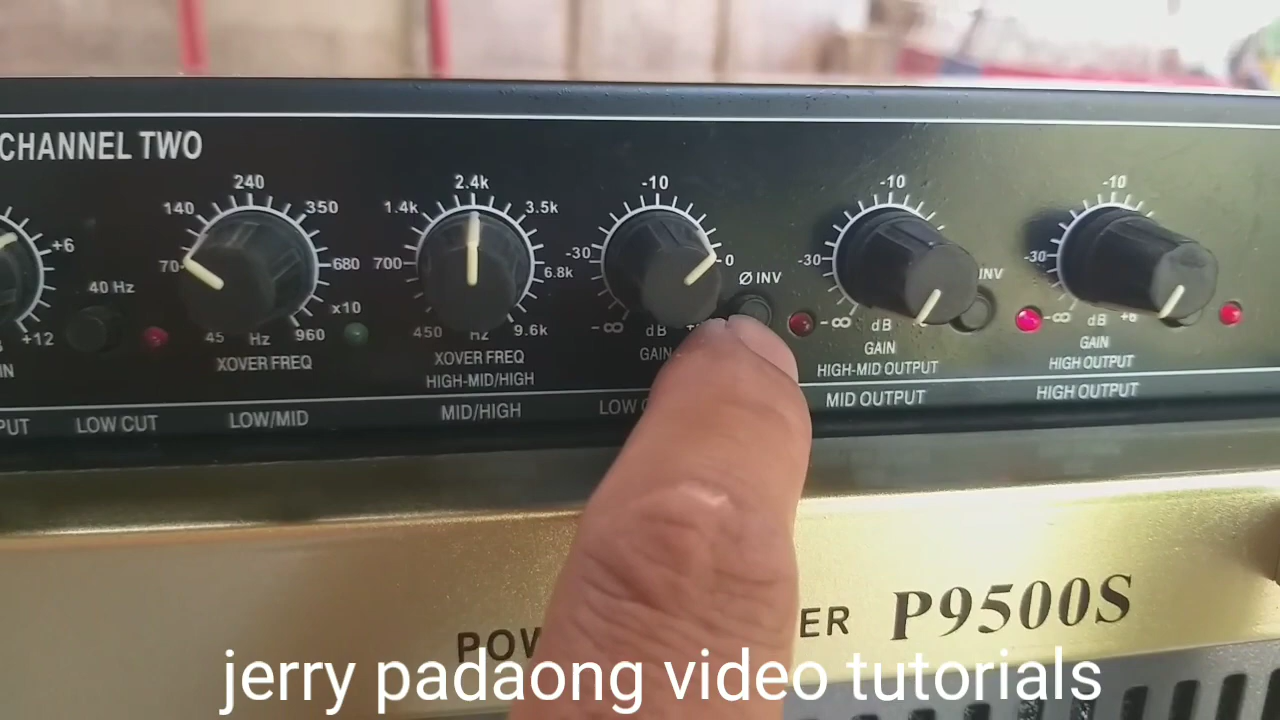 CHANNEL TWO
240
140
350
70
680
x10
45 Hz 960
XOVER FREQ
2.4k
1.4k
3.5k
700
6.8k
450 Hz 9.6k
XOVER FREQ
HIGH-MID/HIGH
-10
-30
0
-∞ dB
GAIN
Ø INV
-10
-30
-∞ dB
GAIN
HIGH-MID OUTPUT
INV
-10
-30
-∞ dB +6
GAIN
HIGH OUTPUT
+6
+12
40 Hz
LOW CUT
LOW/MID
MID/HIGH
LOW
MID OUTPUT
HIGH OUTPUT
P9500S
jerry padaong video tutorials